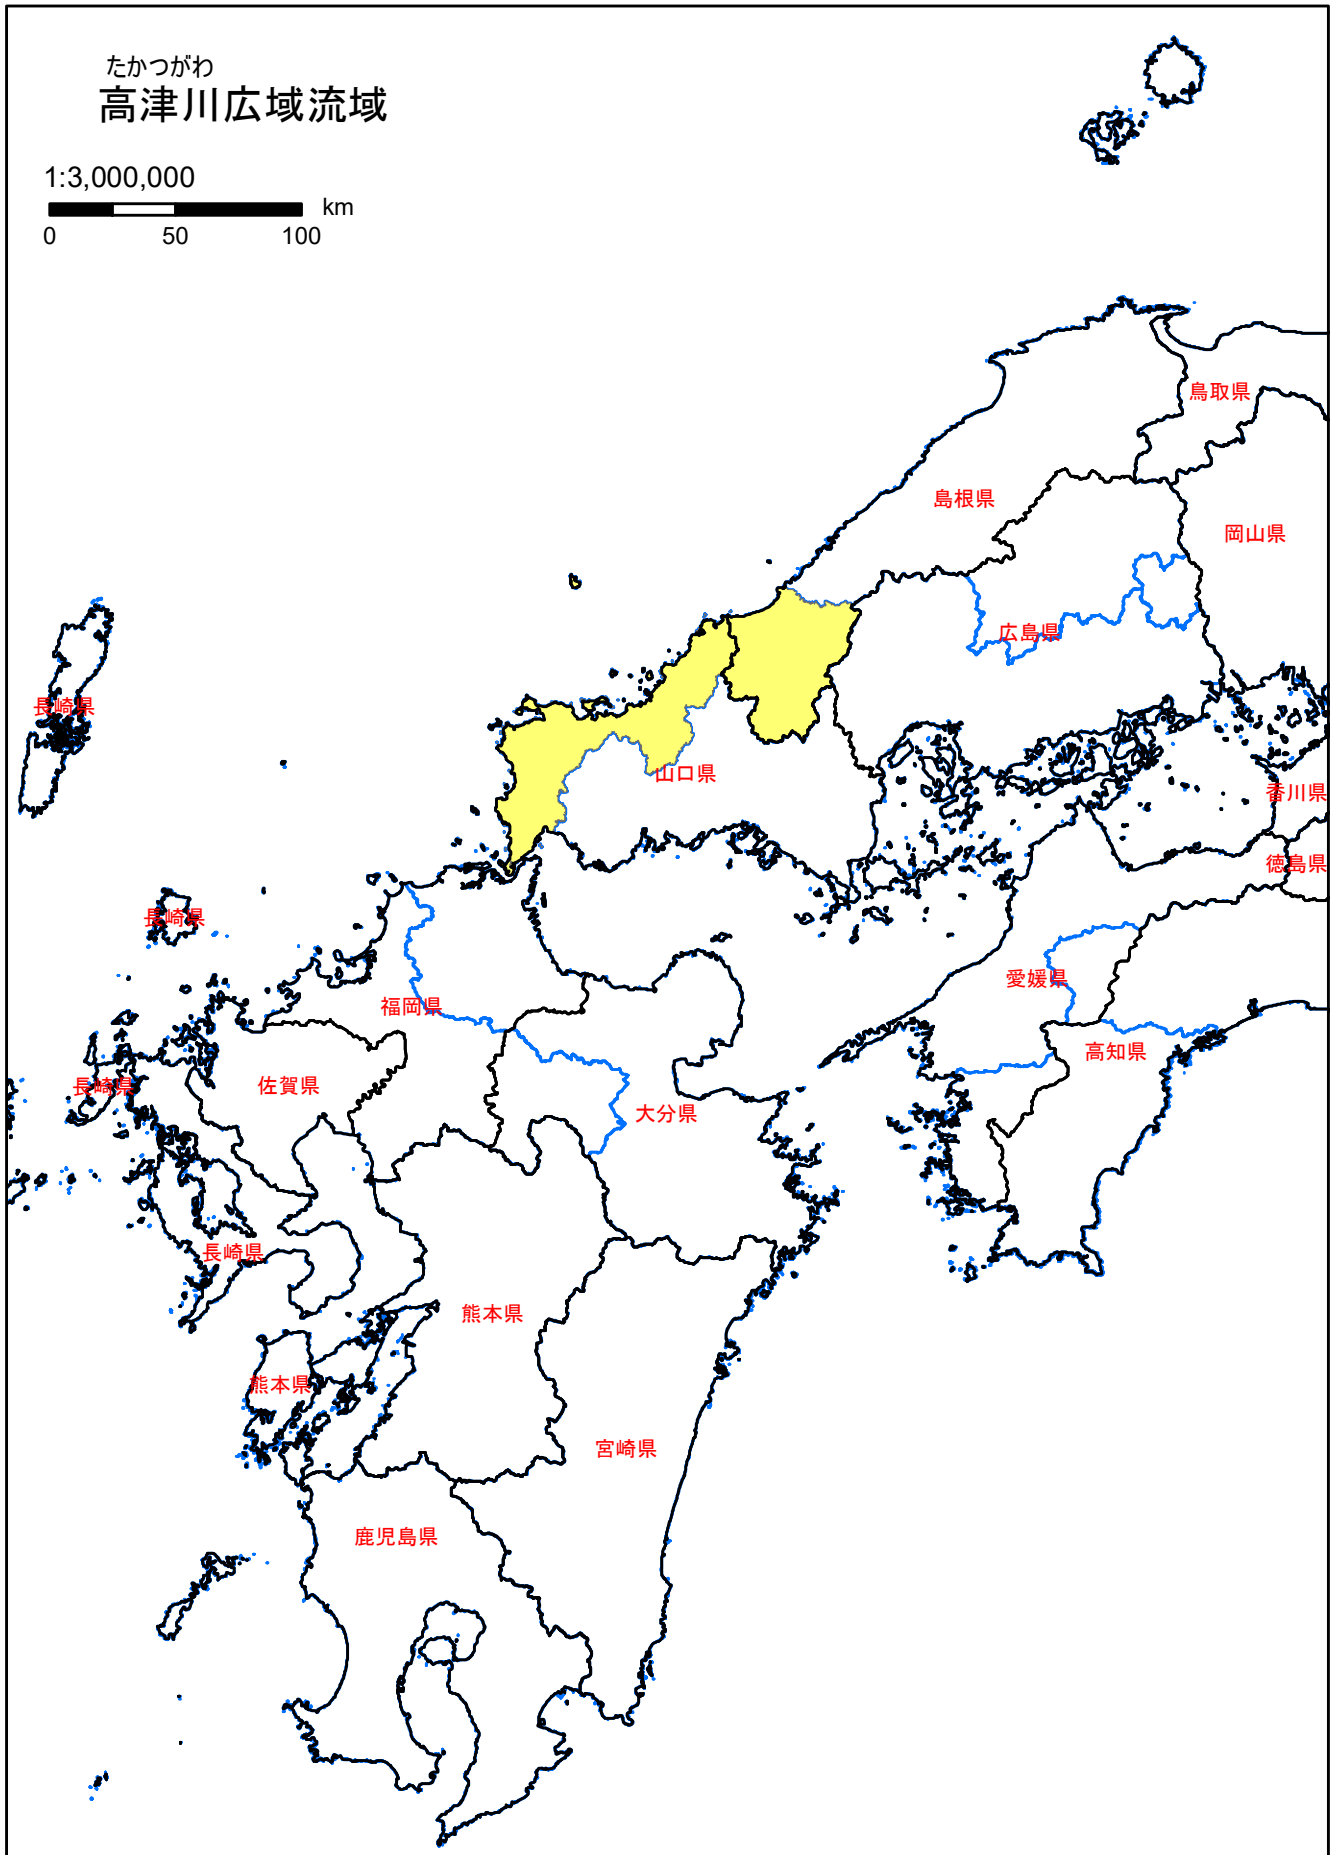 たかつがわ
高津川広域流域
1:3,000,000
km
0 50 100
鳥取県
島根県
岡山県
広島県
長崎県
山口県
香川県
徳島県
長崎県
愛媛県
福岡県
高知県
長崎県
佐賀県
大分県
長崎県
熊本県
熊本県
宮崎県
鹿児島県